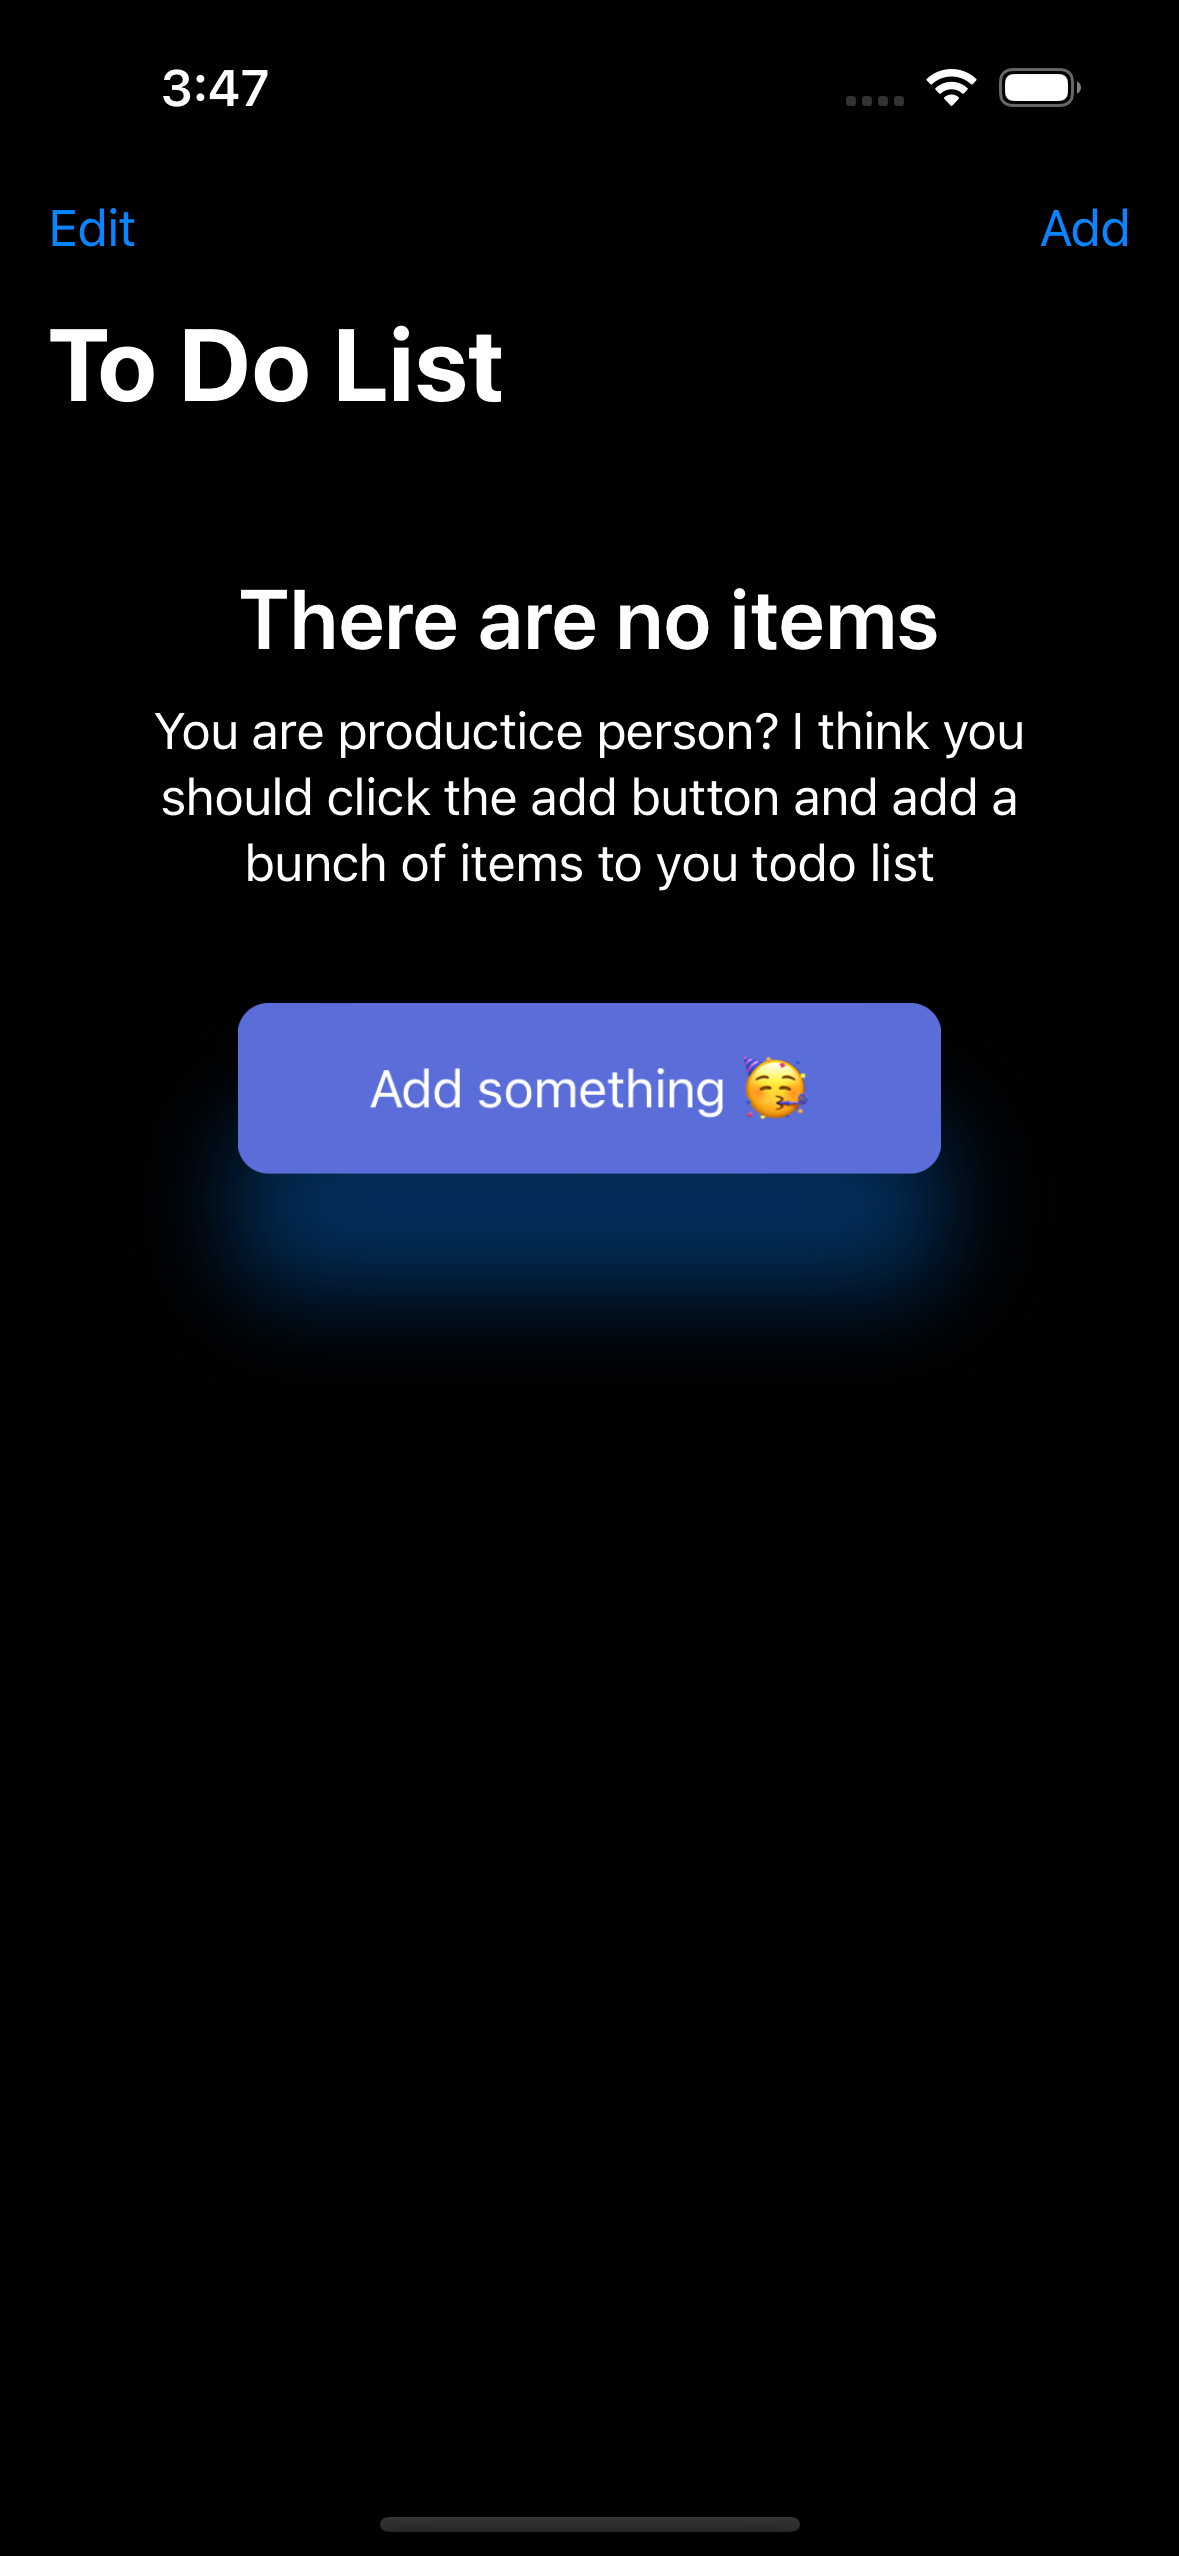 3:47
Edit
Add
To Do List
There are no items
You are productice person? I think you
should click the add button and add a
bunch of items to you todo list
Add something 🥳